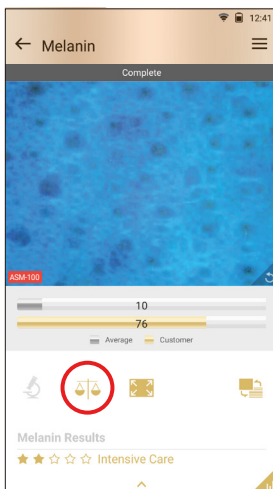 12:41
Melanin
Complete
ASM-100
10
76
Average Customer
Melanin Results
Intensive Care